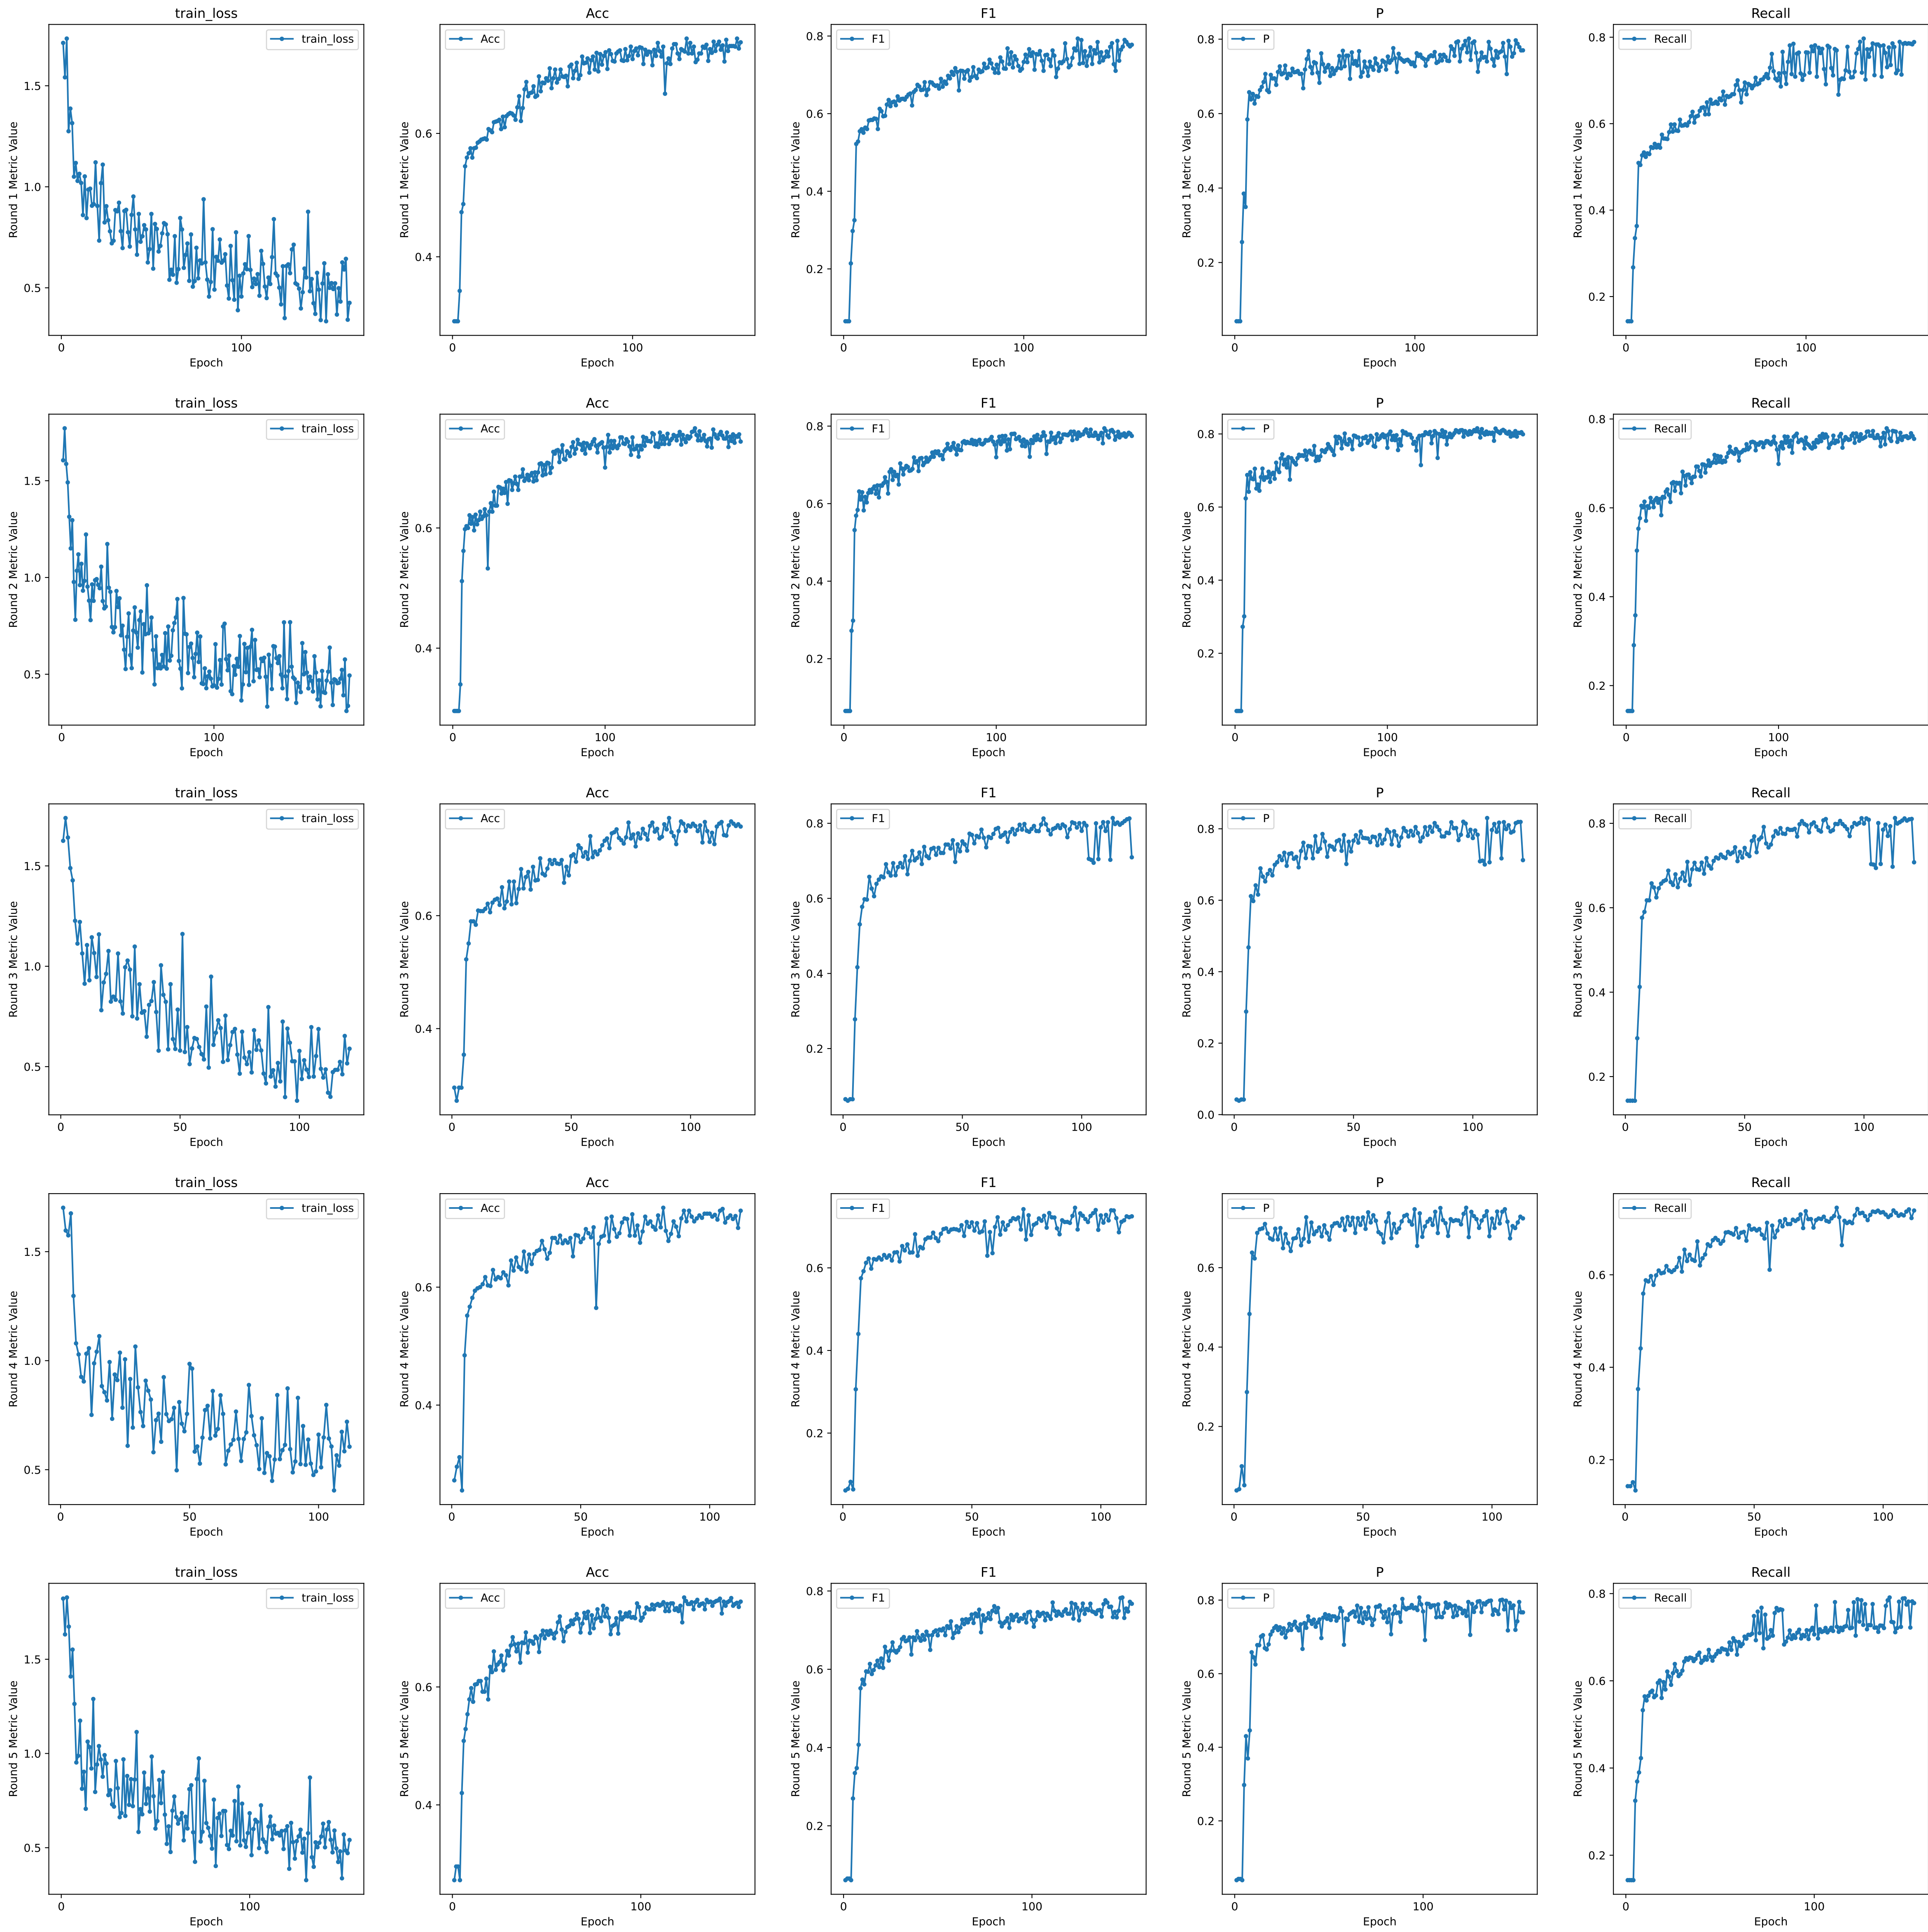 train_loss Acc F1 P Recall
train_loss Acc F1 P Recall
Round 1 Metric Value Round 1 Metric Value Round 1 Metric Value Round 1 Metric Value Round 1 Metric Value
1.5 1.0 0.5
0.6 0.4
0.8 0.6 0.4 0.2
0.8 0.6 0.4 0.2
0.8 0.6 0.4 0.2
0 100 0 100 0 100 0 100 0 100
Epoch Epoch Epoch Epoch Epoch
train_loss Acc F1 P Recall
train_loss Acc F1 P Recall
Round 2 Metric Value Round 2 Metric Value Round 2 Metric Value Round 2 Metric Value Round 2 Metric Value
1.5 1.0 0.5
0.6 0.4
0.8 0.6 0.4 0.2
0.8 0.6 0.4 0.2
0.8 0.6 0.4 0.2
0 100 0 100 0 100 0 100 0 100
Epoch Epoch Epoch Epoch Epoch
train_loss Acc F1 P Recall
train_loss Acc F1 P Recall
Round 3 Metric Value Round 3 Metric Value Round 3 Metric Value Round 3 Metric Value Round 3 Metric Value
1.5 1.0 0.5
0.6 0.4
0.8 0.6 0.4 0.2
0.8 0.6 0.4 0.2 0.0
0.8 0.6 0.4 0.2
0 50 100 0 50 100 0 50 100 0 50 100 0 50 100
Epoch Epoch Epoch Epoch Epoch
train_loss Acc F1 P Recall
train_loss Acc F1 P Recall
Round 4 Metric Value Round 4 Metric Value Round 4 Metric Value Round 4 Metric Value Round 4 Metric Value
1.5 1.0 0.5
0.6 0.4
0.6 0.4 0.2
0.6 0.4 0.2
0.6 0.4 0.2
0 50 100 0 50 100 0 50 100 0 50 100 0 50 100
Epoch Epoch Epoch Epoch Epoch
train_loss Acc F1 P Recall
train_loss Acc F1 P Recall
Round 5 Metric Value Round 5 Metric Value Round 5 Metric Value Round 5 Metric Value Round 5 Metric Value
1.5 1.0 0.5
0.6 0.4
0.8 0.6 0.4 0.2
0.8 0.6 0.4 0.2
0.8 0.6 0.4 0.2
0 100 0 100 0 100 0 100 0 100
Epoch Epoch Epoch Epoch Epoch